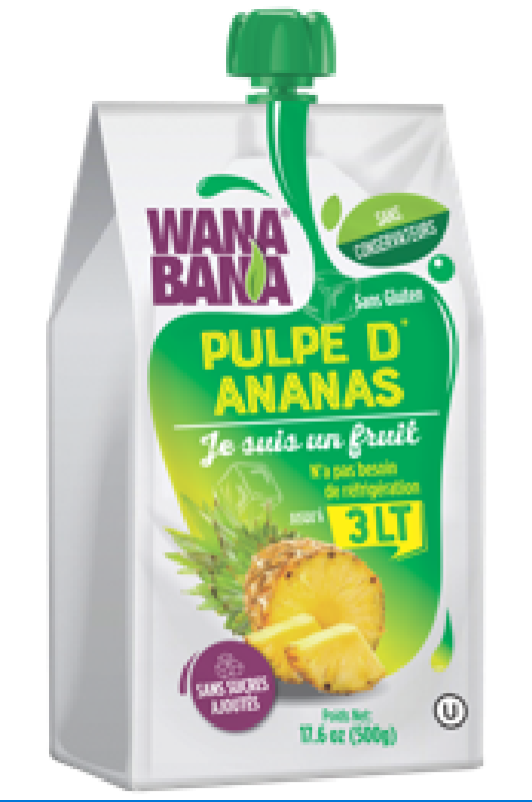 WANA®
BANA
SANS
CONSERVATEURS
Sans Gluten
PULPE D'
ANANAS
Je suis un fruit
N'a pas besoin
de réfrigération
3LT
SANS SUCRES
AJOUTÉS
Poids Net:
17.6 oz (500g)
U